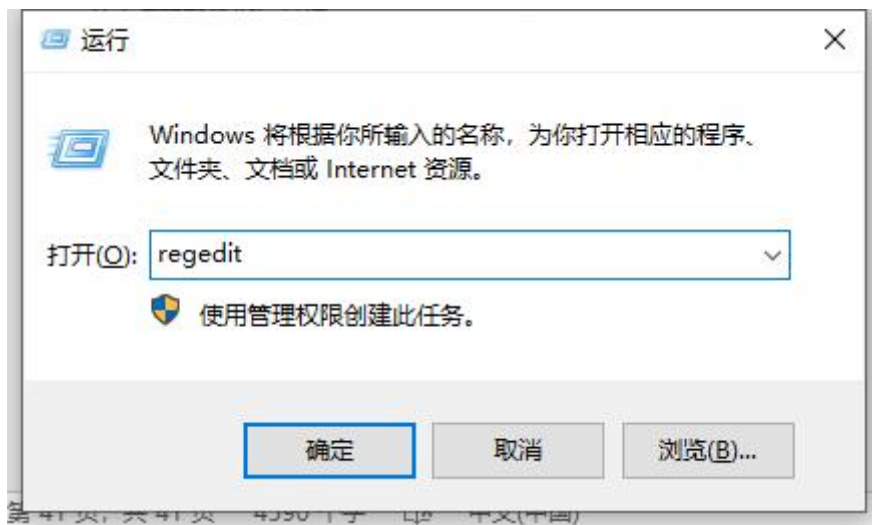 运行
Windows 将根据你所输入的名称，为你打开相应的程序、
文件夹、文档或 Internet 资源。
打开(O): regedit
使用管理权限创建此任务。
确定 取消 浏览(B)...